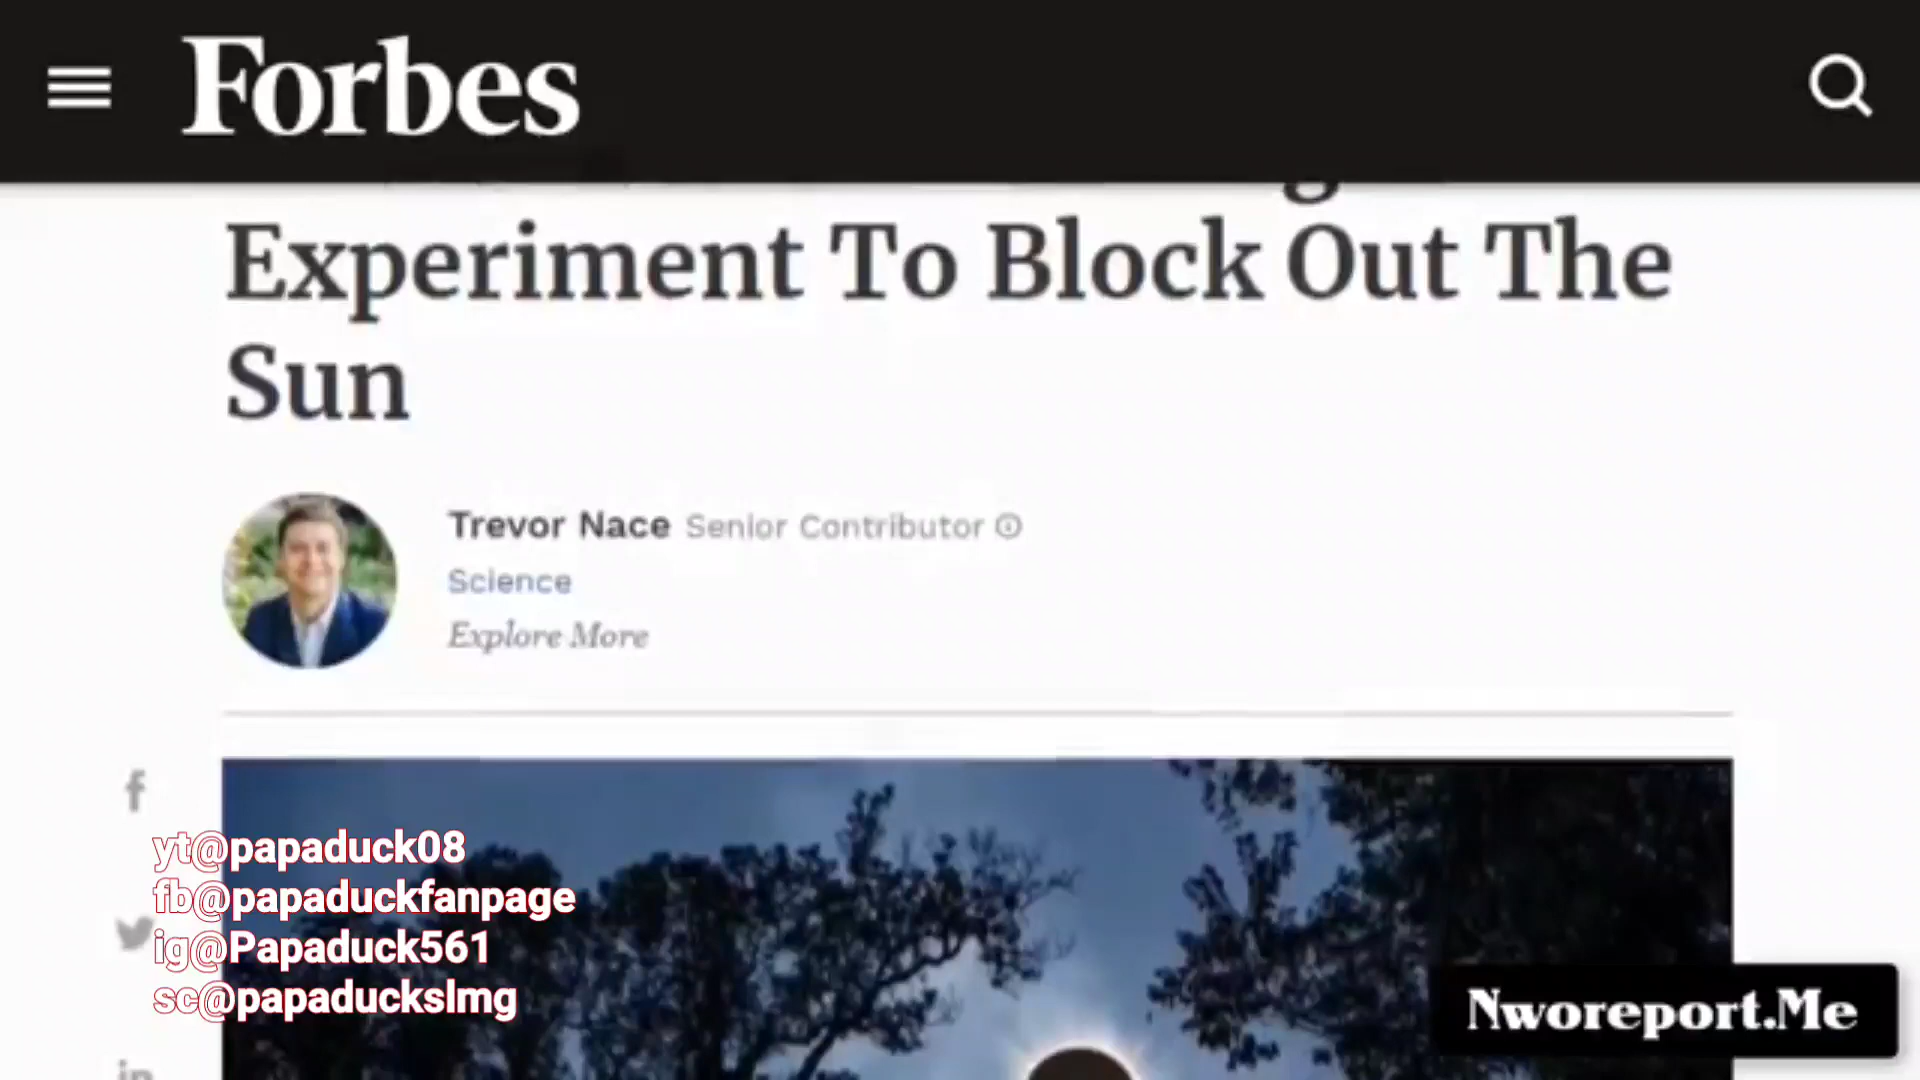 Forbes
Experiment To Block Out The
Sun
Trevor Nace Senior Contributor
Science
Explore More
yt@papaduck08
fb@papaduckfanpage
ig@Papaduck561
sc@papaduckslmg
Nworeport.Me